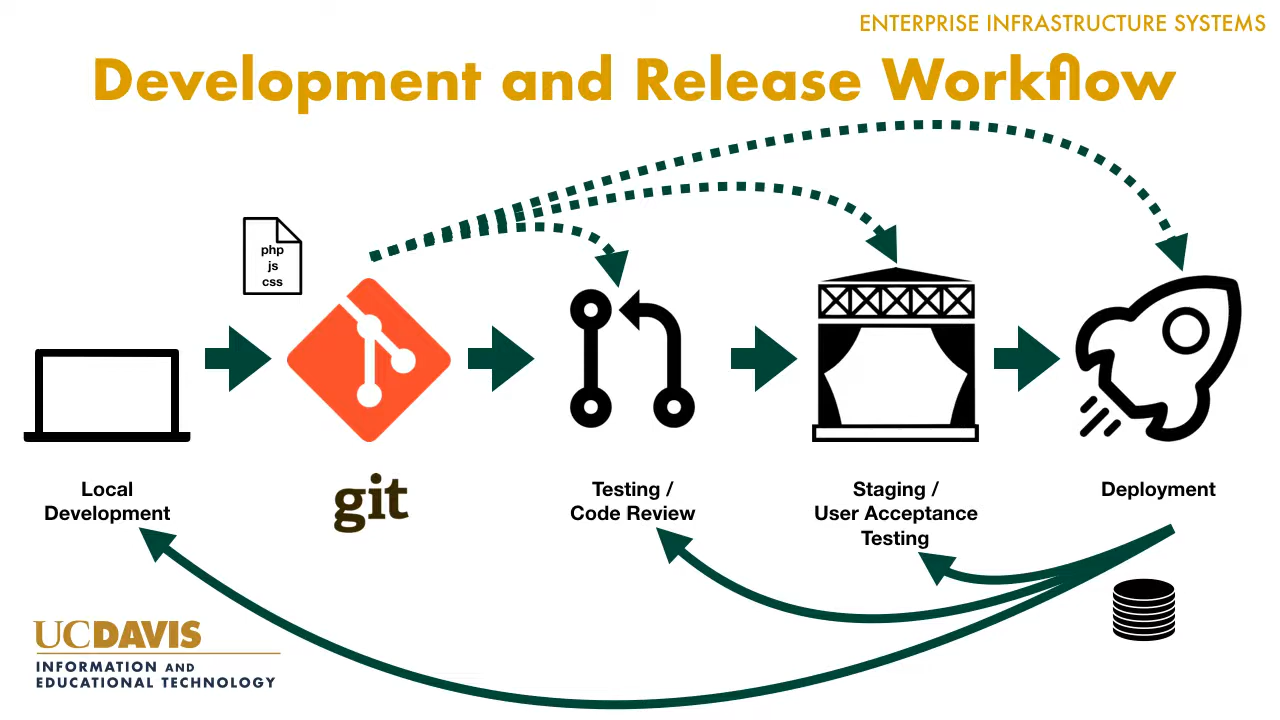 ENTERPRISE INFRASTRUCTURE SYSTEMS
Development and Release Workflow
php
js
css
Local
Development
git
Testing /
Code Review
Staging /
User Acceptance
Testing
Deployment
UCDAVIS
INFORMATION AND
EDUCATIONAL TECHNOLOGY